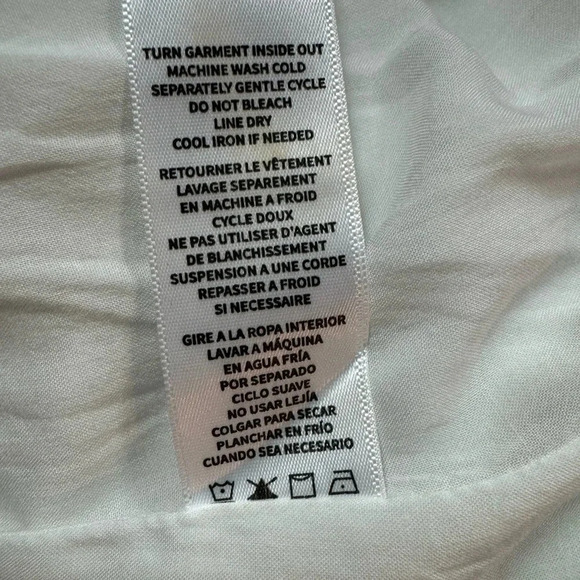 TURN GARMENT INSIDE OUT
MACHINE WASH COLD
SEPARATELY GENTLE CYCLE
DO NOT BLEACH
LINE DRY
COOL IRON IF NEEDED
RETOURNER LE VÊTEMENT
LAVAGE SEPAREMENT
EN MACHINE A FROID
CYCLE DOUX
NE PAS UTILISER D'AGENT
DE BLANCHISSEMENT
SUSPENSION A UNE CORDE
REPASSER A FROID
SI NECESSAIRE
GIRE A LA ROPA INTERIOR
LAVAR A MÁQUINA
EN AGUA FRÍA
POR SEPARADO
CICLO SUAVE
NO USAR LEJÍA
COLGAR PARA SECAR
PLANCHAR EN FRÍO
CUANDO SEA NECESARIO